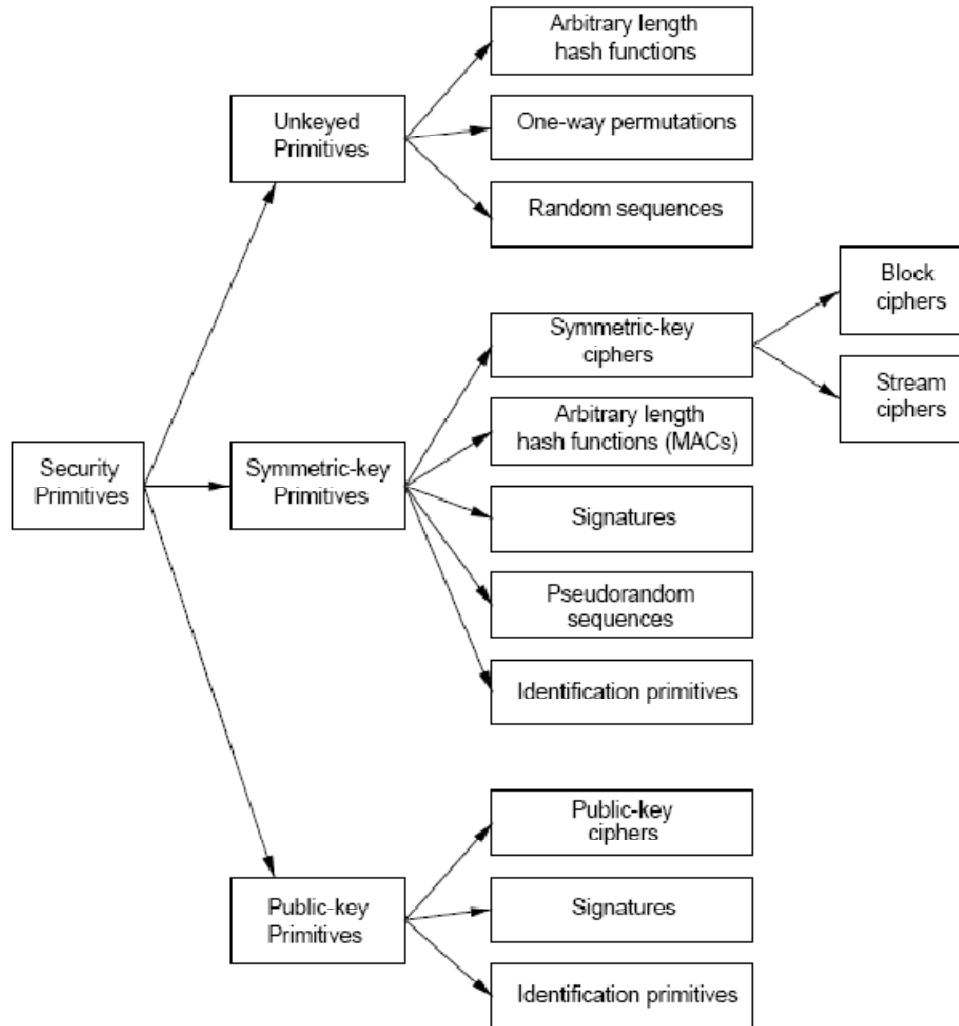 Arbitrary length
hash functions
Unkeyed
Primitives
One-way permutations
Random sequences
Block
ciphers
Symmetric-key
ciphers
Stream
ciphers
Arbitrary length
hash functions (MACs)
Security
Primitives
Symmetric-key
Primitives
Signatures
Pseudorandom
sequences
Identification primitives
Public-key
ciphers
Public-key
Primitives
Signatures
Identification primitives